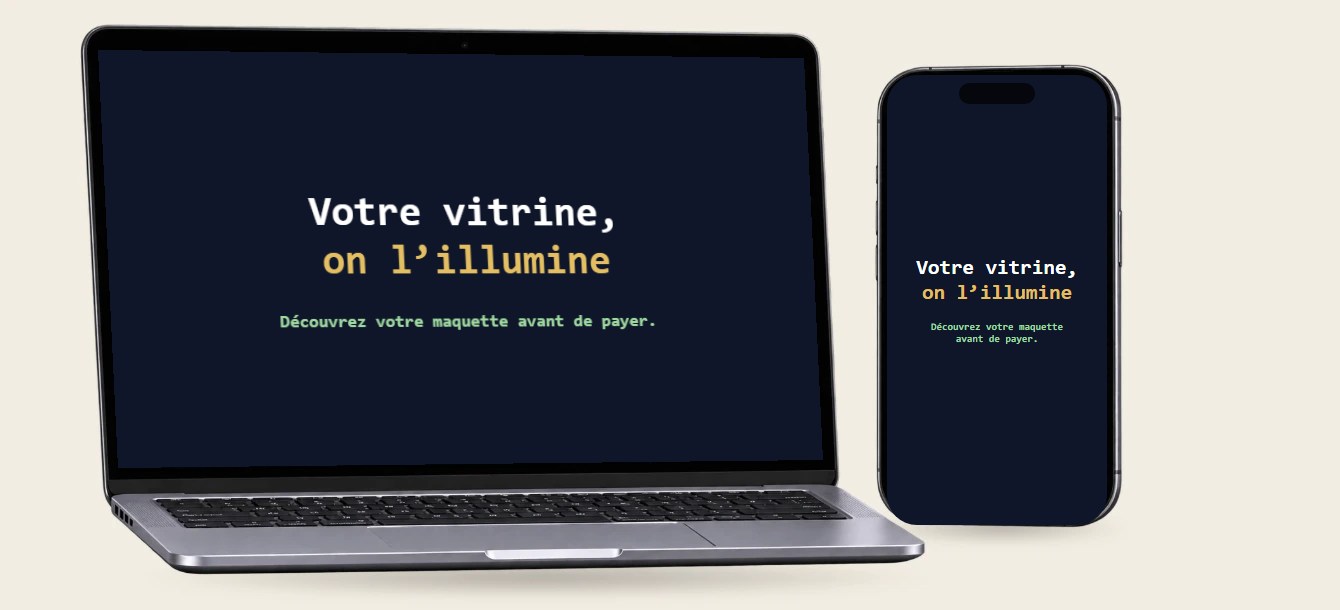 Votre vitrine,
on l’illumine
Découvrez votre maquette avant de payer.
Votre vitrine,
on l’illumine
Découvrez votre maquette
avant de payer.